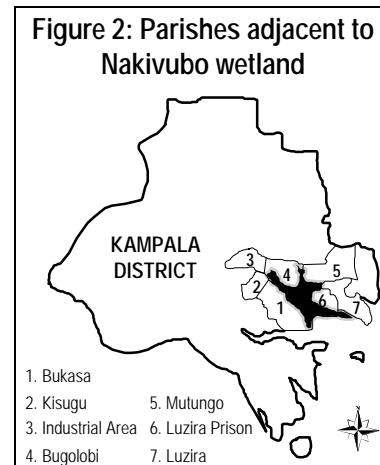 Figure 2: Parishes adjacent to
Nakivubo wetland
KAMPALA
DISTRICT
3
4
5
2
6
1
7
1. Bukasa
2. Kisugu
3. Industrial Area
4. Bugolobi
5. Mutungo
6. Luzira Prison
7. Luzira